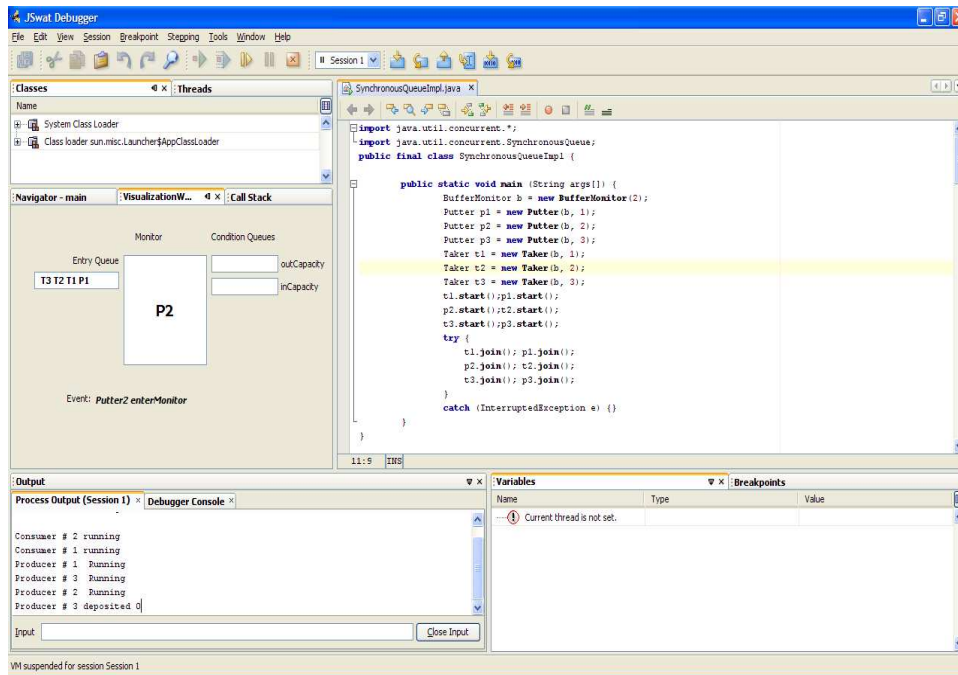 JSwat Debugger
File Edit View Session Breakpoint Stepping Tools Window Help
Session 1
Classes
Threads
Name
System Class Loader
Class loader sun.misc.Launcher$AppClassLoader
Navigator - main
VisualizationW...
Call Stack
Monitor
Condition Queues
Entry Queue
outCapacity
T3 T2 T1 P1
inCapacity
P2
Event: Putter2 enterMonitor
SynchronousQueueImpl.java
import java.util.concurrent.*;
import java.util.concurrent.SynchronousQueue;
public final class SynchronousQueueImpl {
public static void main (String args[]) {
BufferMonitor b = new BufferMonitor(2);
Putter p1 = new Putter(b, 1);
Putter p2 = new Putter(b, 2);
Putter p3 = new Putter(b, 3);
Taker t1 = new Taker(b, 1);
Taker t2 = new Taker(b, 2);
Taker t3 = new Taker(b, 3);
t1.start();p1.start();
p2.start();t2.start();
t3.start();p3.start();
try {
t1.join(); p1.join();
p2.join(); t2.join();
t3.join(); p3.join();
}
catch (InterruptedException e) {}
}
}
11:9 INS
Output
Process Output (Session 1)
Debugger Console
Consumer # 2 running
Consumer # 1 running
Producer # 1 Running
Producer # 3 Running
Producer # 2 Running
Producer # 3 deposited 0
Input
Close Input
Variables
Breakpoints
Name Type Value
Current thread is not set.
VM suspended for session Session 1